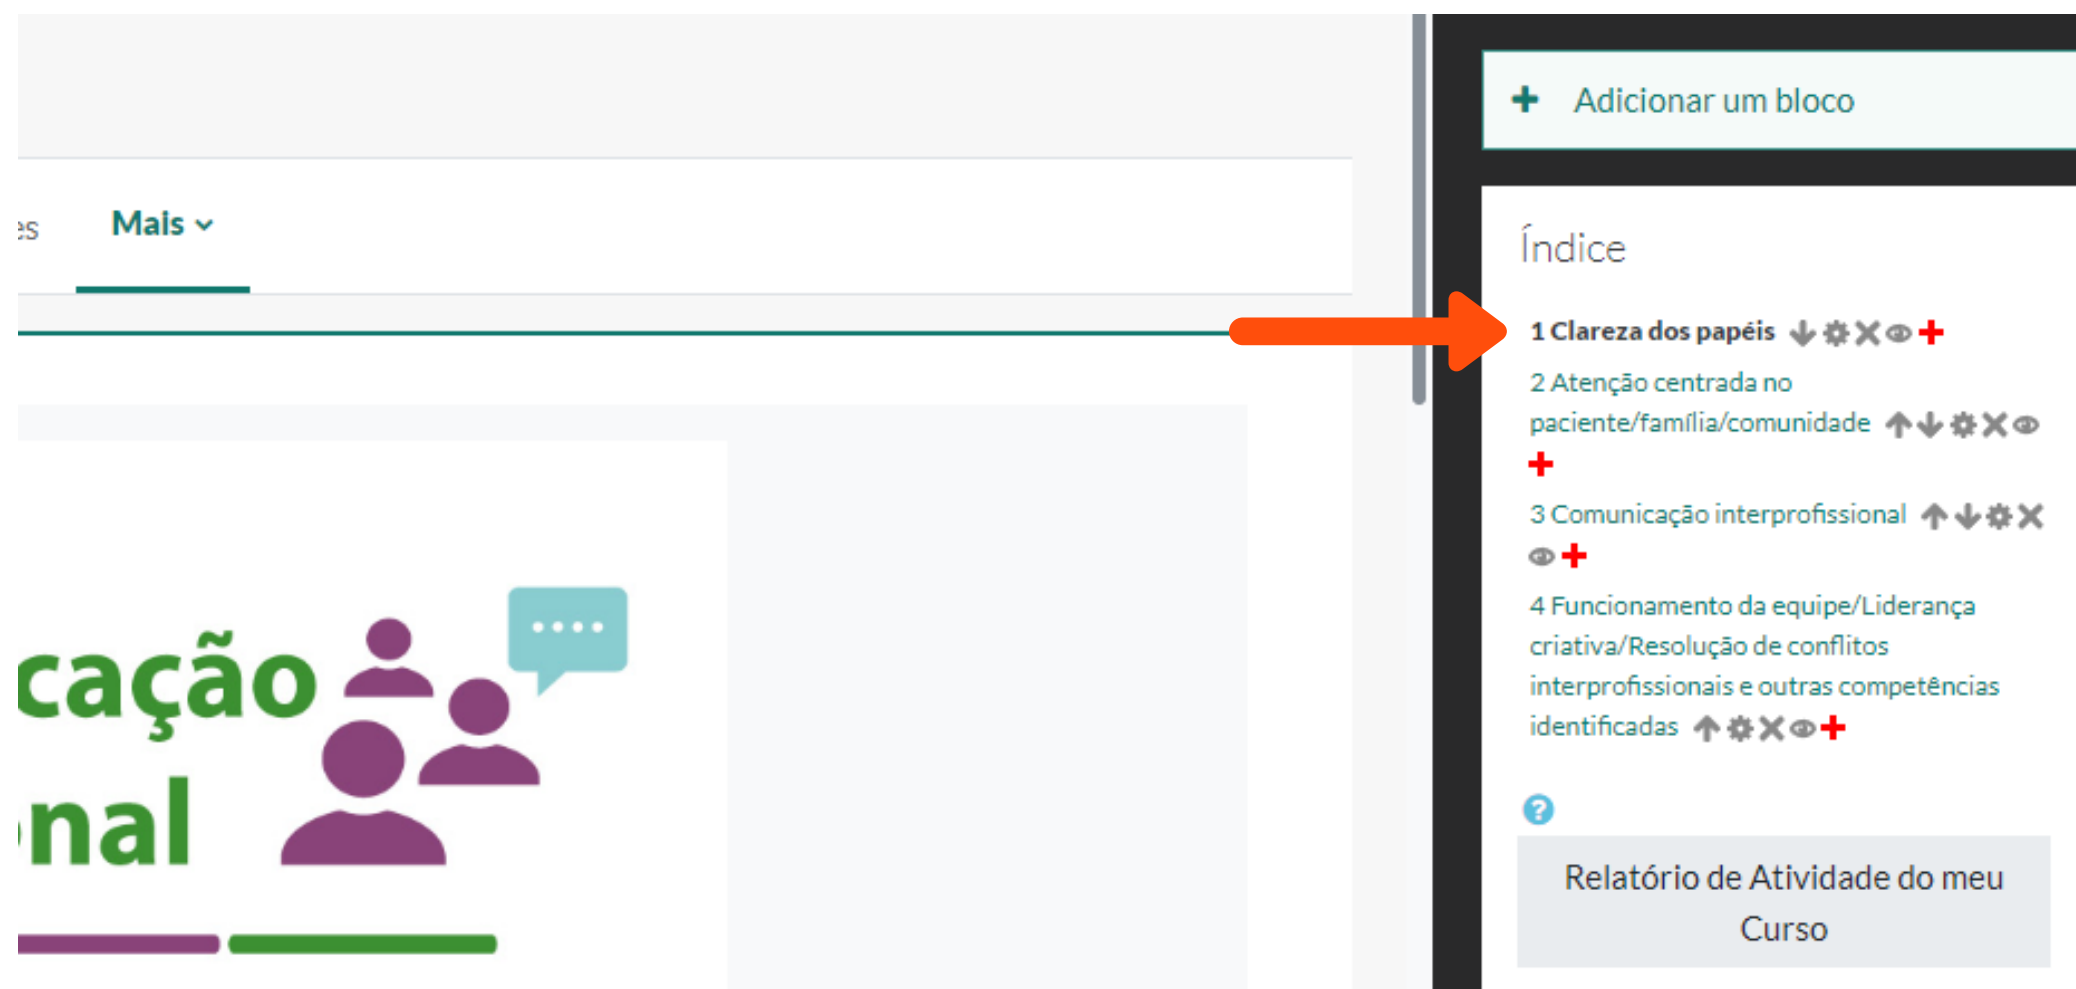 Adicionar um bloco
es
Mais
Índice
1 Clareza dos papéis
2 Atenção centrada no
paciente/família/comunidade
3 Comunicação interprofissional
4 Funcionamento da equipe/Liderança
criativa/Resolução de conflitos
interprofissionais e outras competências
identificadas
cação
nal
?
Relatório de Atividade do meu
Curso